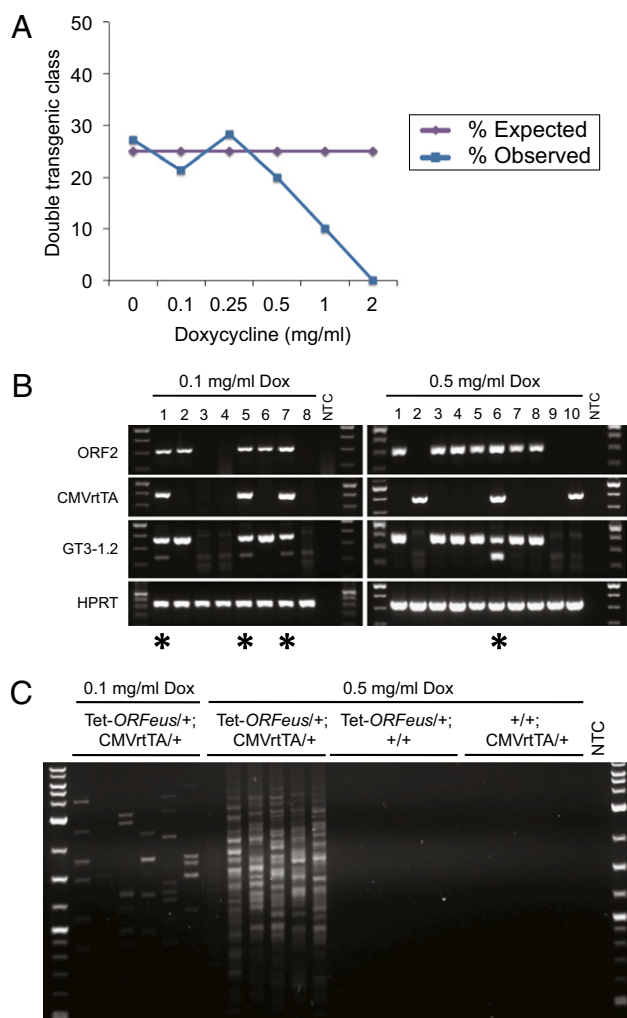 A
50
40
30
20
10
0
Double transgenic class
0 0.1 0.25 0.5 1 2
Doxycycline (mg/ml)
% Expected
% Observed
B
0.1 mg/ml Dox
0.5 mg/ml Dox
1 2 3 4 5 6 7 8 NTC
1 2 3 4 5 6 7 8 9 10 NTC
ORF2
CMVrtTA
GT3-1.2
HPRT
* * * *
C
0.1 mg/ml Dox
0.5 mg/ml Dox
Tet-ORFeus/+;
CMVrtTA/+
Tet-ORFeus/+;
CMVrtTA/+
Tet-ORFeus/+;
+/+
+/+;
CMVrtTA/+
NTC